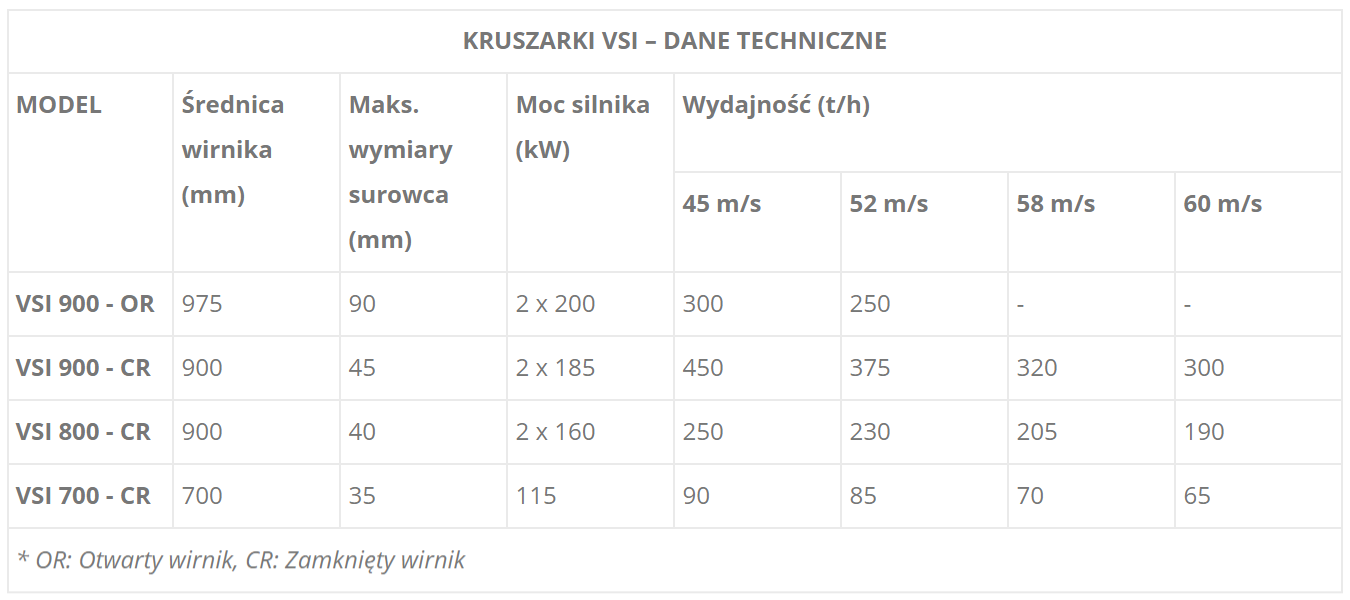 KRUSZARKI VSI – DANE TECHNICZNE
MODEL
Średnica
wirnika
(mm)
Maks.
wymiary
surowca
(mm)
Moc silnika
(kW)
Wydajność (t/h)
45 m/s 52 m/s 58 m/s 60 m/s
VSI 900 - OR 975 90 2 x 200 300 250 - -
VSI 900 - CR 900 45 2 x 185 450 375 320 300
VSI 800 - CR 900 40 2 x 160 250 230 205 190
VSI 700 - CR 700 35 115 90 85 70 65
* OR: Otwarty wirnik, CR: Zamknięty wirnik